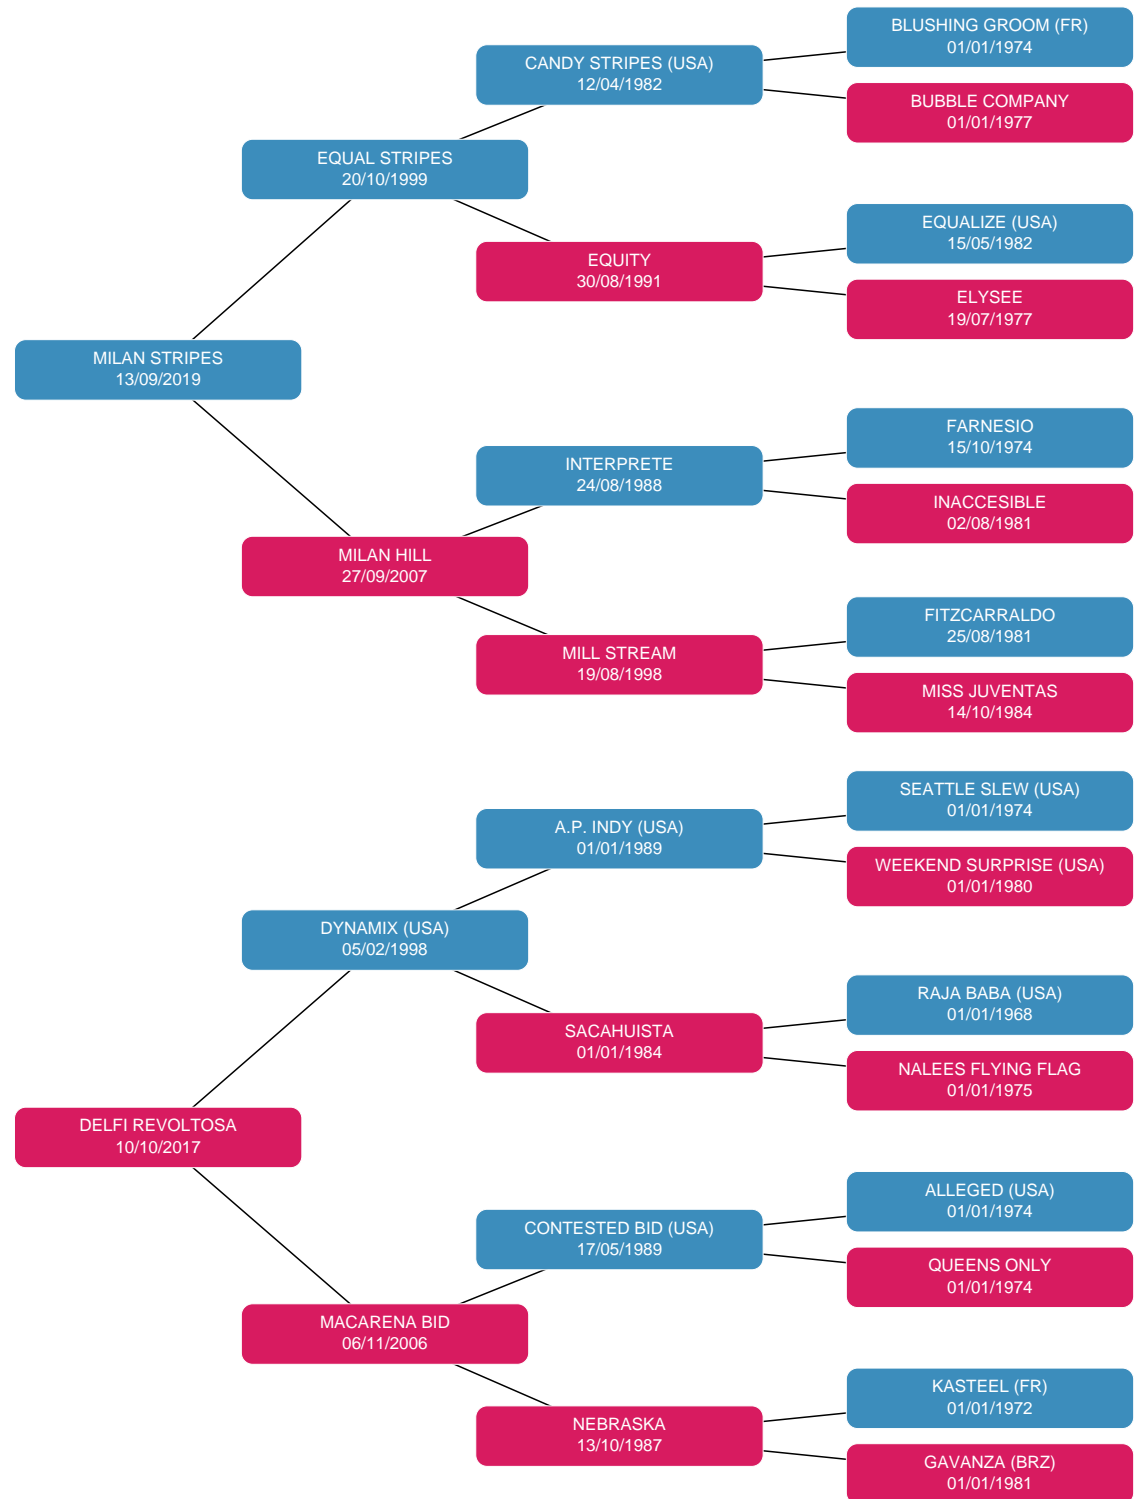 BLUSHING GROOM (FR)
01/01/1974
CANDY STRIPES (USA)
12/04/1982
BUBBLE COMPANY
01/01/1977
EQUAL STRIPES
20/10/1999
EQUALIZE (USA)
15/05/1982
EQUITY
30/08/1991
ELYSEE
19/07/1977
MILAN STRIPES
13/09/2019
FARNESIO
15/10/1974
INTERPRETE
24/08/1988
INACCESIBLE
02/08/1981
MILAN HILL
27/09/2007
FITZCARRALDO
25/08/1981
MILL STREAM
19/08/1998
MISS JUVENTAS
14/10/1984
SEATTLE SLEW (USA)
01/01/1974
A.P. INDY (USA)
01/01/1989
WEEKEND SURPRISE (USA)
01/01/1980
DYNAMIX (USA)
05/02/1998
RAJA BABA (USA)
01/01/1968
SACAHUISTA
01/01/1984
NALEES FLYING FLAG
01/01/1975
DELFI REVOLTOSA
10/10/2017
ALLEGED (USA)
01/01/1974
CONTESTED BID (USA)
17/05/1989
QUEENS ONLY
01/01/1974
MACARENA BID
06/11/2006
KASTEEL (FR)
01/01/1972
NEBRASKA
13/10/1987
GAVANZA (BRZ)
01/01/1981